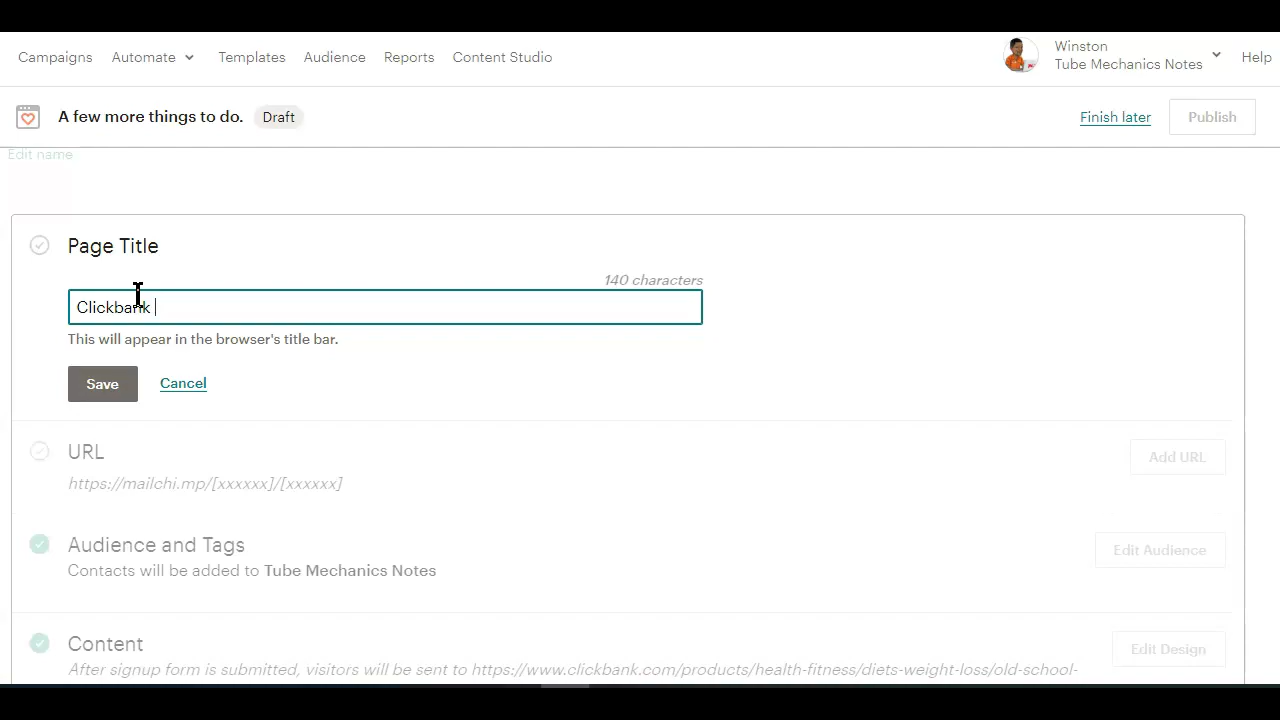 Campaigns Automate Templates Audience Reports Content Studio
Winston
Tube Mechanics Notes
Help
A few more things to do. Draft
Finish later Publish
Edit name
Page Title
140 characters
Clickbank
This will appear in the browser's title bar.
Save Cancel
URL
Add URL
https://mailchi.mp/[xxxxxx]/[xxxxxx]
Audience and Tags
Edit Audience
Contacts will be added to Tube Mechanics Notes
Content
Edit Design
After signup form is submitted, visitors will be sent to https://www.clickbank.com/products/health-fitness/diets-weight-loss/old-school-